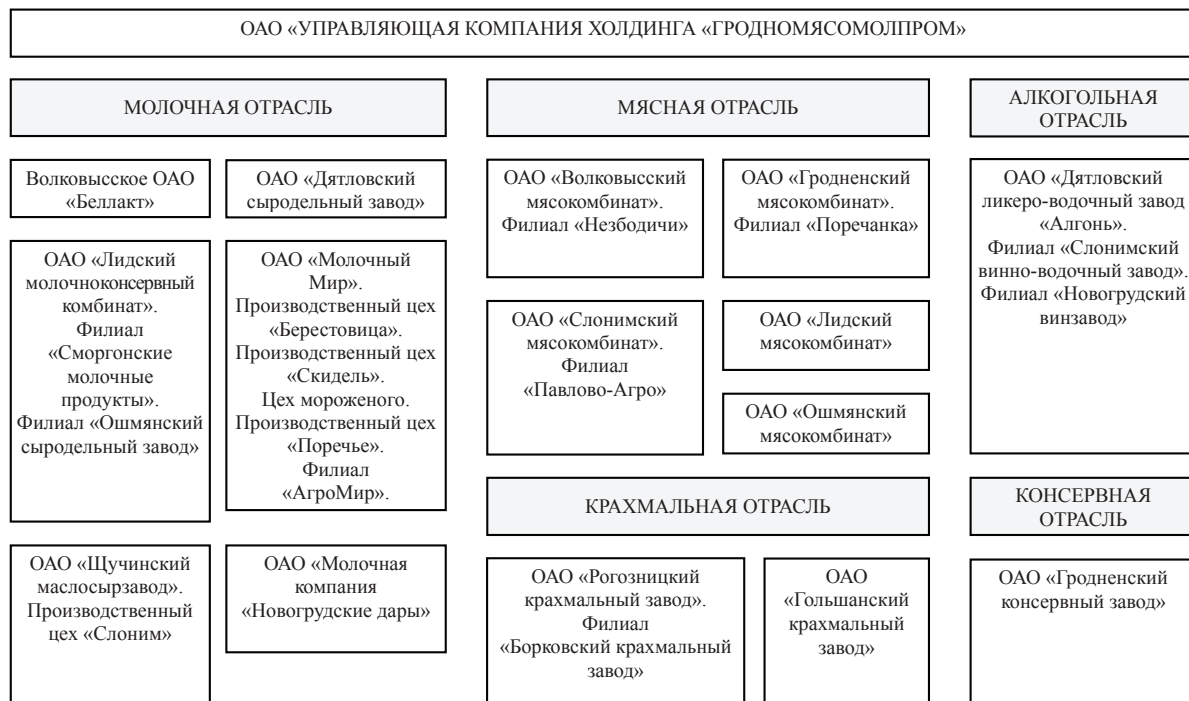 ОАО «УПРАВЛЯЮЩАЯ КОМПАНИЯ ХОЛДИНГА «ГРОДНОМЯСОМОЛПРОМ»
МОЛОЧНАЯ ОТРАСЛЬ
Волковысское ОАО
«Беллакт»
ОАО «Дятловский
сыродельный завод»
ОАО «Лидский
молочноконсервный
комбинат».
Филиал
«Сморгонские
молочные
продукты».
Филиал «Ошмянский
сыродельный завод»
ОАО «Молочный
Мир».
Производственный цех
«Берестовица».
Производственный цех
«Скидель».
Цех мороженого.
Производственный цех
«Поречье».
Филиал
«АгроМир».
ОАО «Щучинский
маслосырзавод».
Производственный
цех «Слоним»
ОАО «Молочная
компания
«Новогрудские дары»
МЯСНАЯ ОТРАСЛЬ
ОАО «Волковысский
мясокомбинат».
Филиал «Незбодичи»
ОАО «Гродненский
мясокомбинат».
Филиал «Поречанка»
ОАО «Слонимский
мясокомбинат».
Филиал
«Павлово-Агро»
ОАО «Лидский
мясокомбинат»
ОАО «Ошмянский
мясокомбинат»
КРАХМАЛЬНАЯ ОТРАСЛЬ
ОАО «Рогозницкий
крахмальный завод».
Филиал
«Борковский крахмальный
завод»
ОАО
«Гольшанский
крахмальный
завод»
АЛКОГОЛЬНАЯ
ОТРАСЛЬ
ОАО «Дятловский
ликеро-водочный завод
«Алгонь».
Филиал «Слонимский
винно-водочный завод».
Филиал «Новогрудский
винзавод»
КОНСЕРВНАЯ
ОТРАСЛЬ
ОАО «Гродненский
консервный завод»